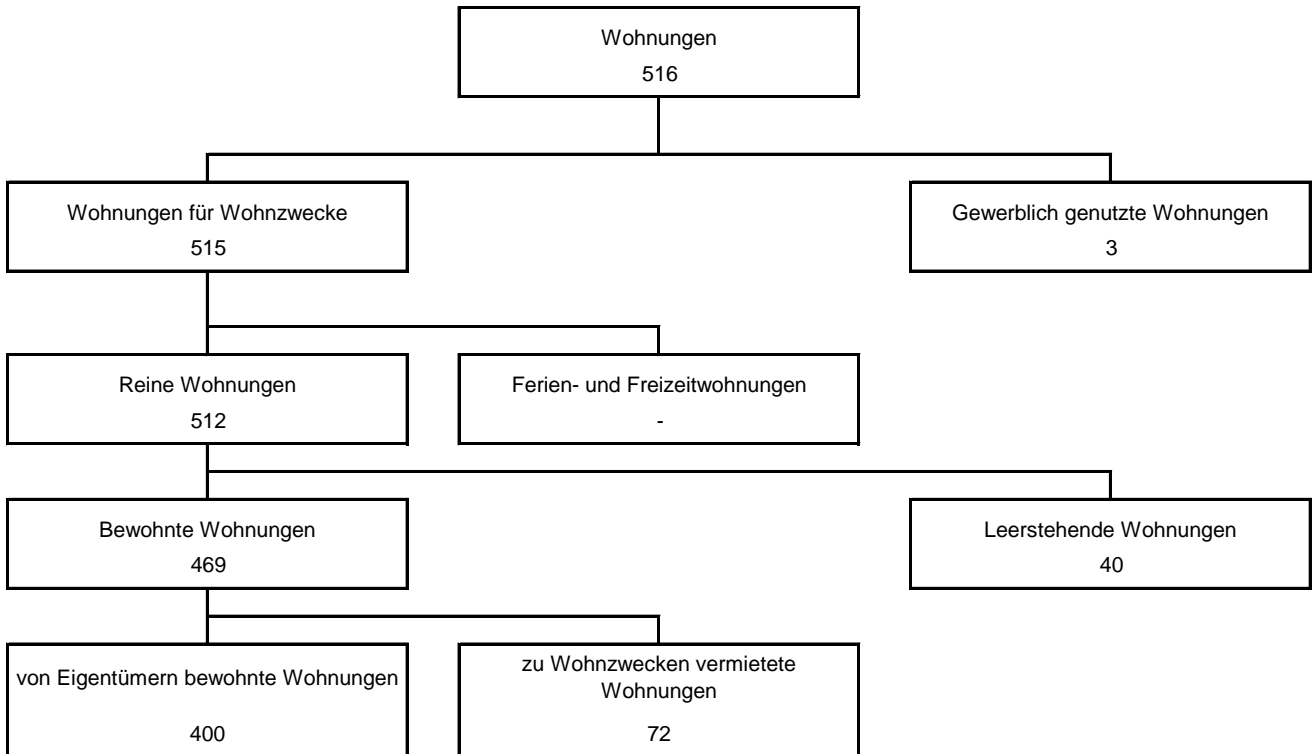 Wohnungen
516
Wohnungen für Wohnzwecke
515
Gewerblich genutzte Wohnungen
3
Reine Wohnungen
512
Ferien- und Freizeitwohnungen
-
Bewohnte Wohnungen
469
Leerstehende Wohnungen
40
von Eigentümern bewohnte Wohnungen
400
zu Wohnzwecken vermietete
Wohnungen
72